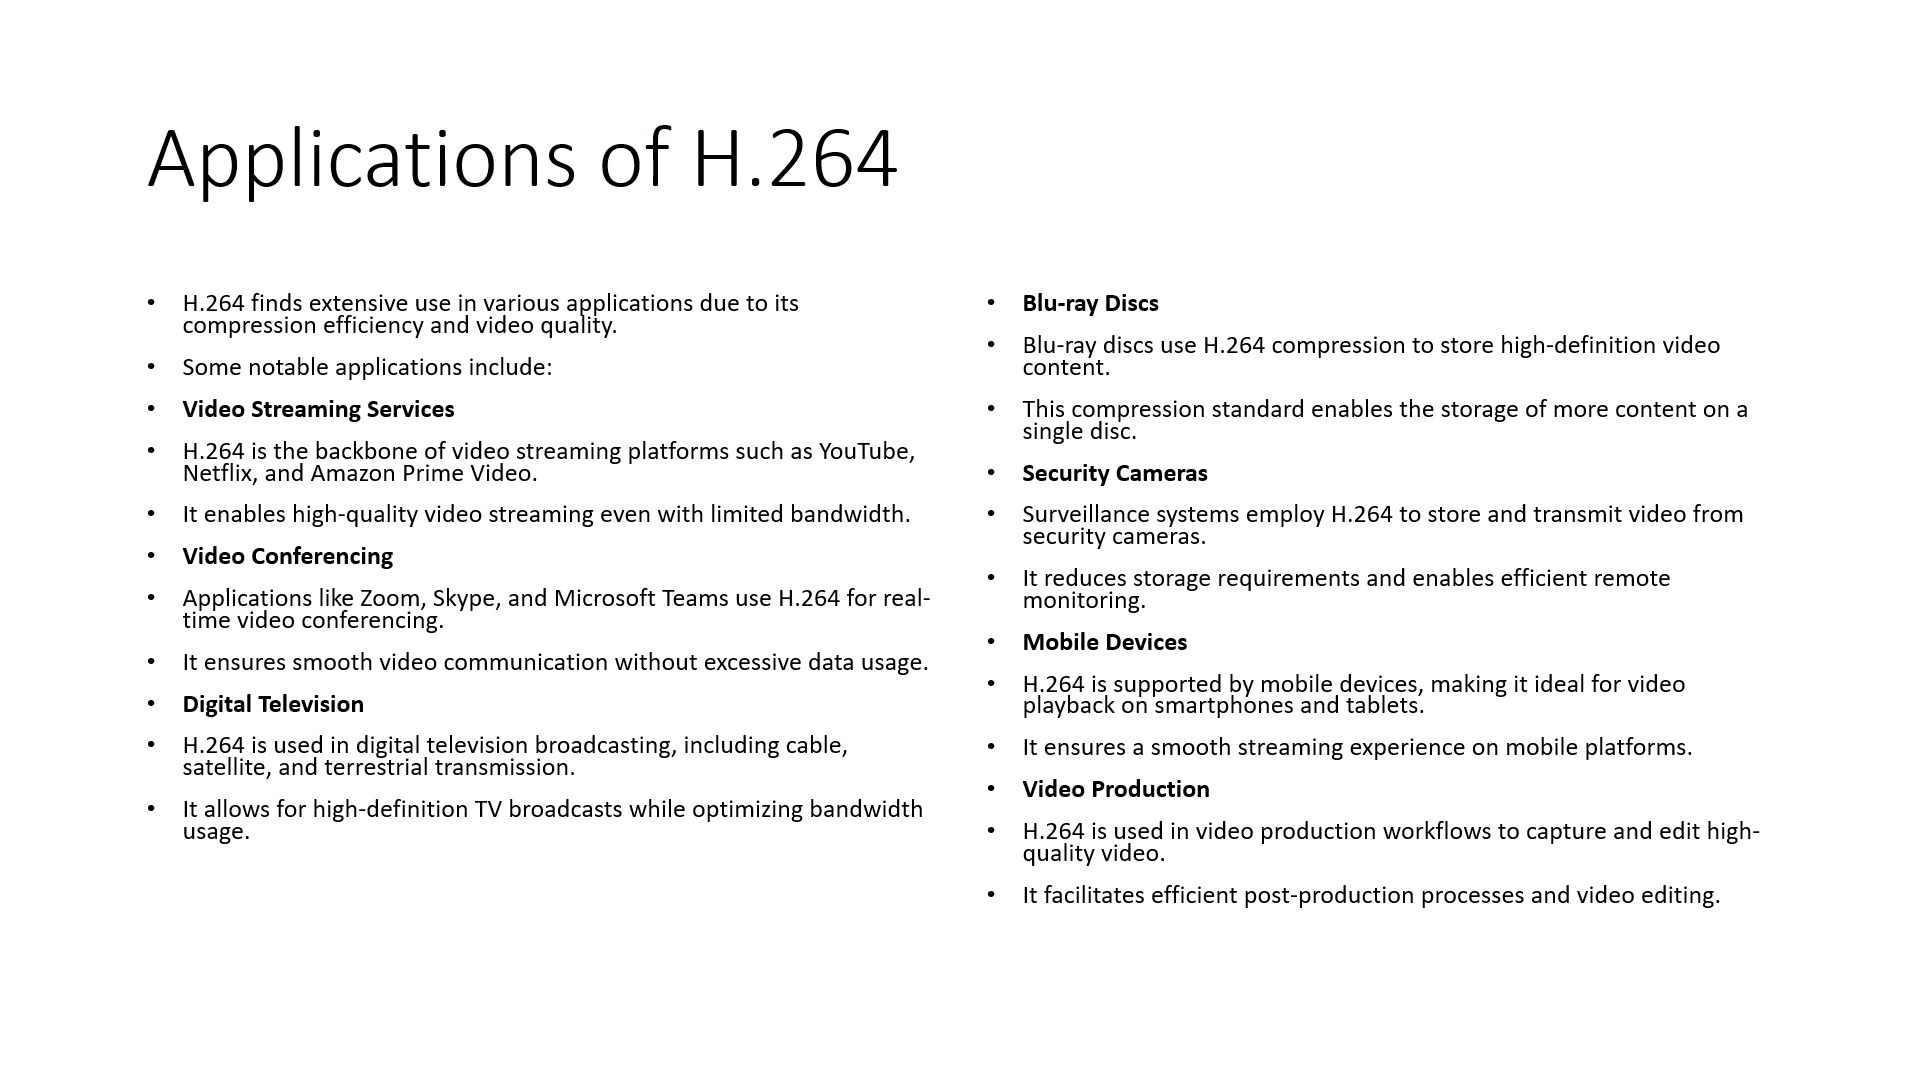 Applications of H.264
• H.264 finds extensive use in various applications due to its
compression efficiency and video quality.
• Some notable applications include:
• Video Streaming Services
• H.264 is the backbone of video streaming platforms such as YouTube,
Netflix, and Amazon Prime Video.
• It enables high-quality video streaming even with limited bandwidth.
• Video Conferencing
• Applications like Zoom, Skype, and Microsoft Teams use H.264 for real-
time video conferencing.
• It ensures smooth video communication without excessive data usage.
• Digital Television
• H.264 is used in digital television broadcasting, including cable,
satellite, and terrestrial transmission.
• It allows for high-definition TV broadcasts while optimizing bandwidth
usage.
• Blu-ray Discs
• Blu-ray discs use H.264 compression to store high-definition video
content.
• This compression standard enables the storage of more content on a
single disc.
• Security Cameras
• Surveillance systems employ H.264 to store and transmit video from
security cameras.
• It reduces storage requirements and enables efficient remote
monitoring.
• Mobile Devices
• H.264 is supported by mobile devices, making it ideal for video
playback on smartphones and tablets.
• It ensures a smooth streaming experience on mobile platforms.
• Video Production
• H.264 is used in video production workflows to capture and edit high-
quality video.
• It facilitates efficient post-production processes and video editing.